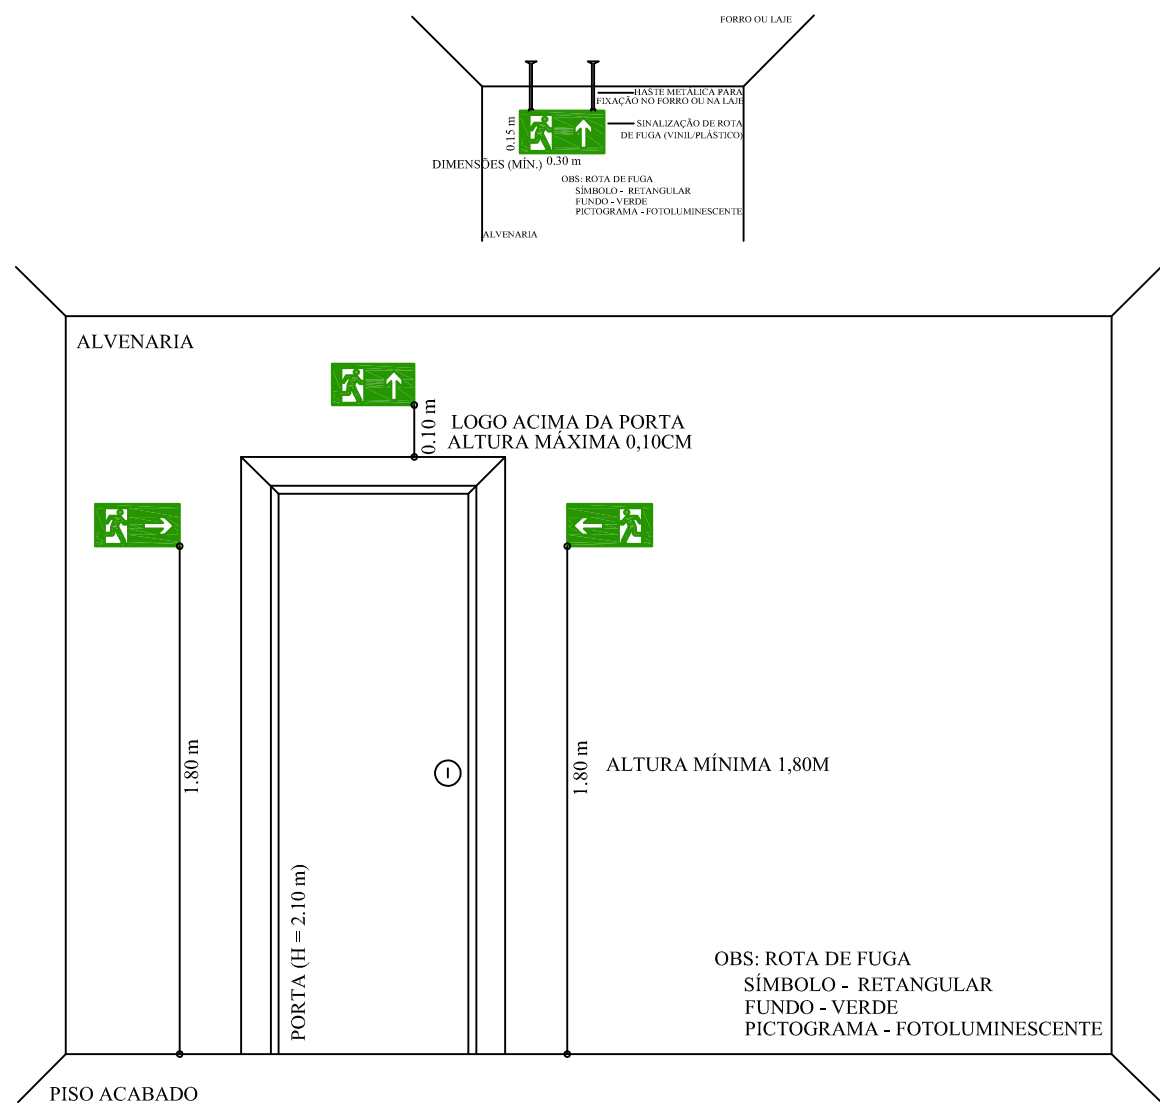 FORRO OU LAJE
HASTE METÁLICA PARA
FIXAÇÃO NO FORRO OU NA LAJE
SINALIZAÇÃO DE ROTA
DE FUGA (VINIL/PLÁSTICO)
0.15 m
DIMENSÕES (MÍN.)
0.30 m
OBS: ROTA DE FUGA
SÍMBOLO - RETANGULAR
FUNDO - VERDE
PICTOGRAMA - FOTOLUMINESCENTE
ALVENARIA
ALVENARIA
0.10 m
LOGO ACIMA DA PORTA
ALTURA MÁXIMA 0,10CM
1.80 m
1.80 m
ALTURA MÍNIMA 1,80M
PORTA (H = 2.10 m)
OBS: ROTA DE FUGA
SÍMBOLO - RETANGULAR
FUNDO - VERDE
PICTOGRAMA - FOTOLUMINESCENTE
PISO ACABADO